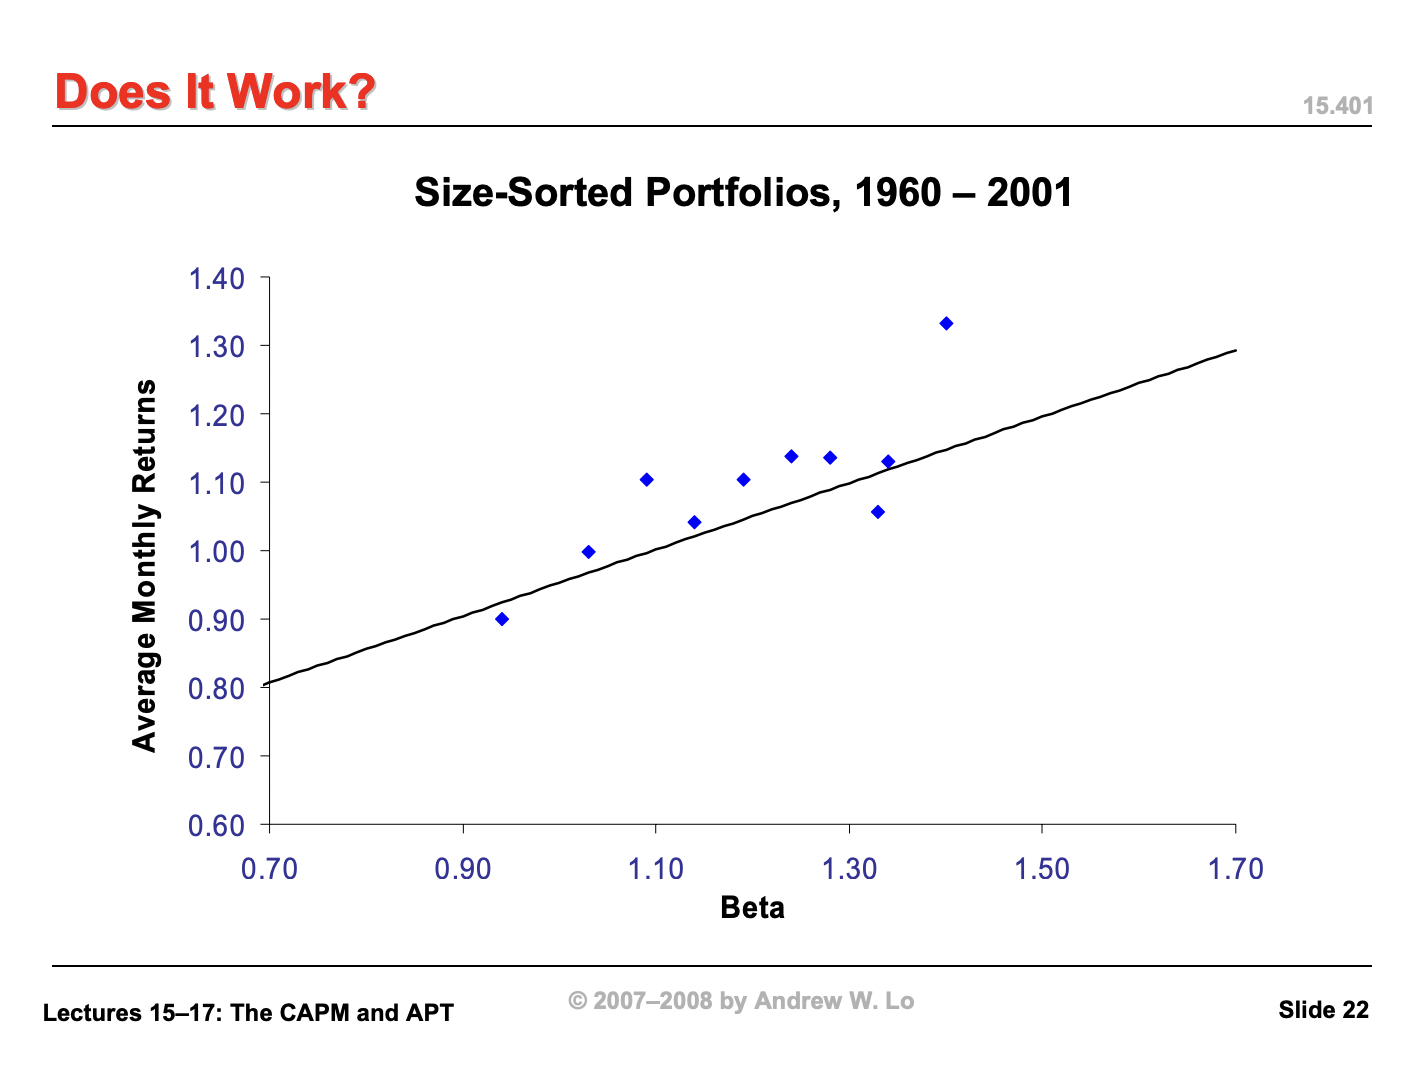 Does It Work?
15.401
Size-Sorted Portfolios, 1960 – 2001
1.40
1.30
1.20
1.10
1.00
0.90
0.80
0.70
0.60
Average Monthly Returns
0.70 0.90 1.10 1.30 1.50 1.70
Beta
Lectures 15–17: The CAPM and APT
© 2007–2008 by Andrew W. Lo
Slide 22